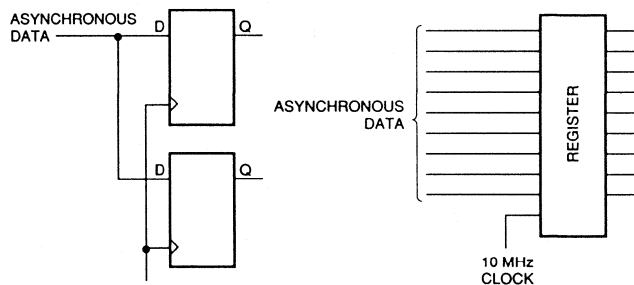 ASYNCHRONOUS
DATA
D
Q
D
Q
ASYNCHRONOUS
DATA
REGISTER
10 MHz
CLOCK